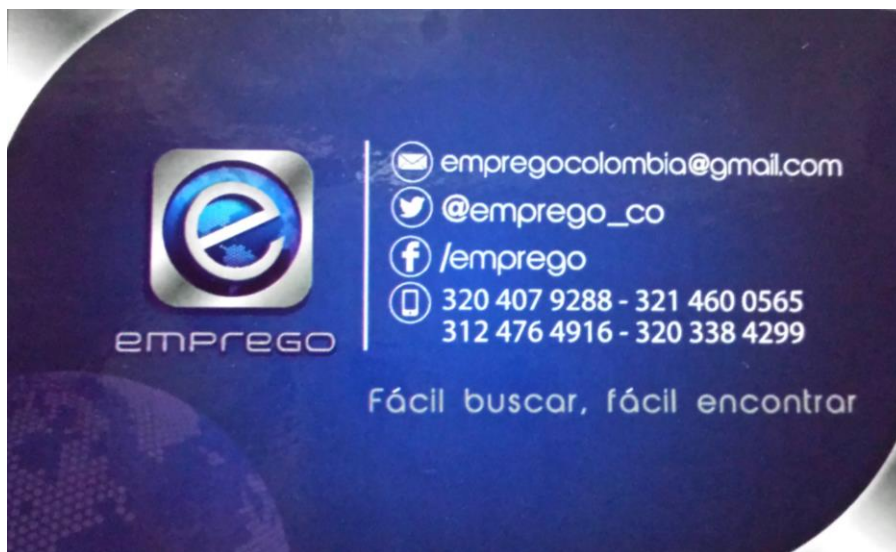 emprego
empregocolombia@gmail.com
@emprego_co
/emprego
320 407 9288 - 321 460 0565
312 476 4916 - 320 338 4299
Fácil buscar, fácil encontrar